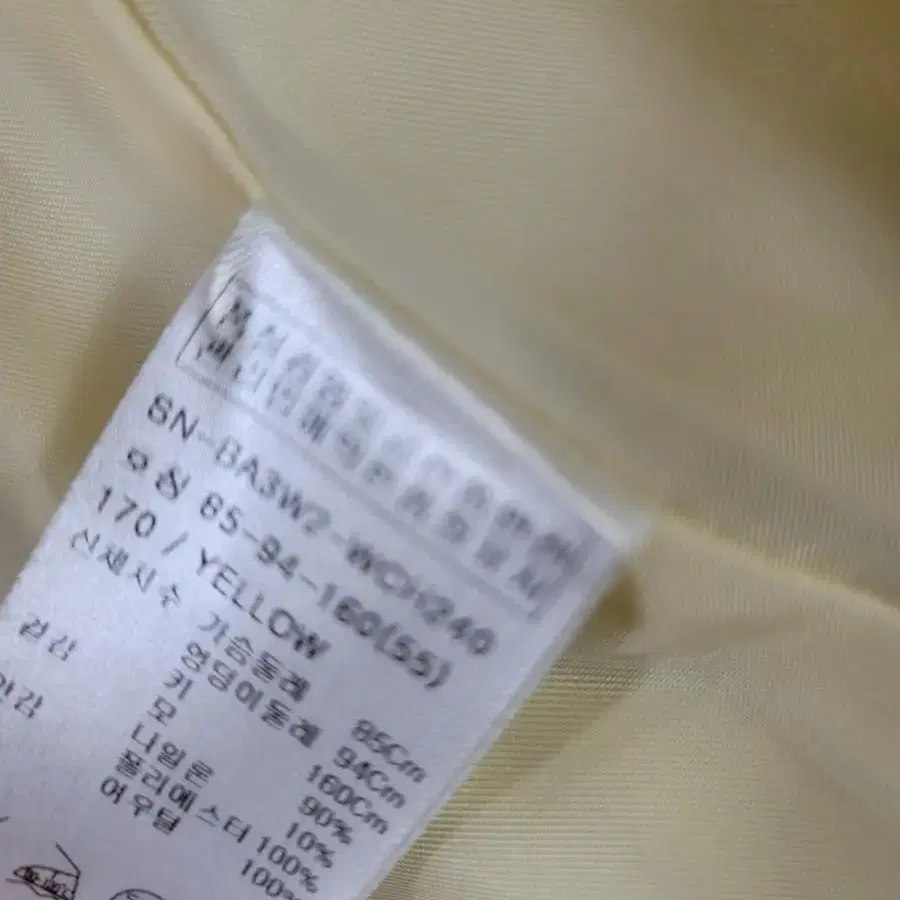 SN-BA3W2-WCH240
호칭 85-94-160(55)
170 / YELLOW
신체치수 가슴둘레 85Cm
엉덩이둘레 94Cm
키 160Cm
겉감 모 90%
나일론 10%
안감 폴리에스터 100%
어우털 100%